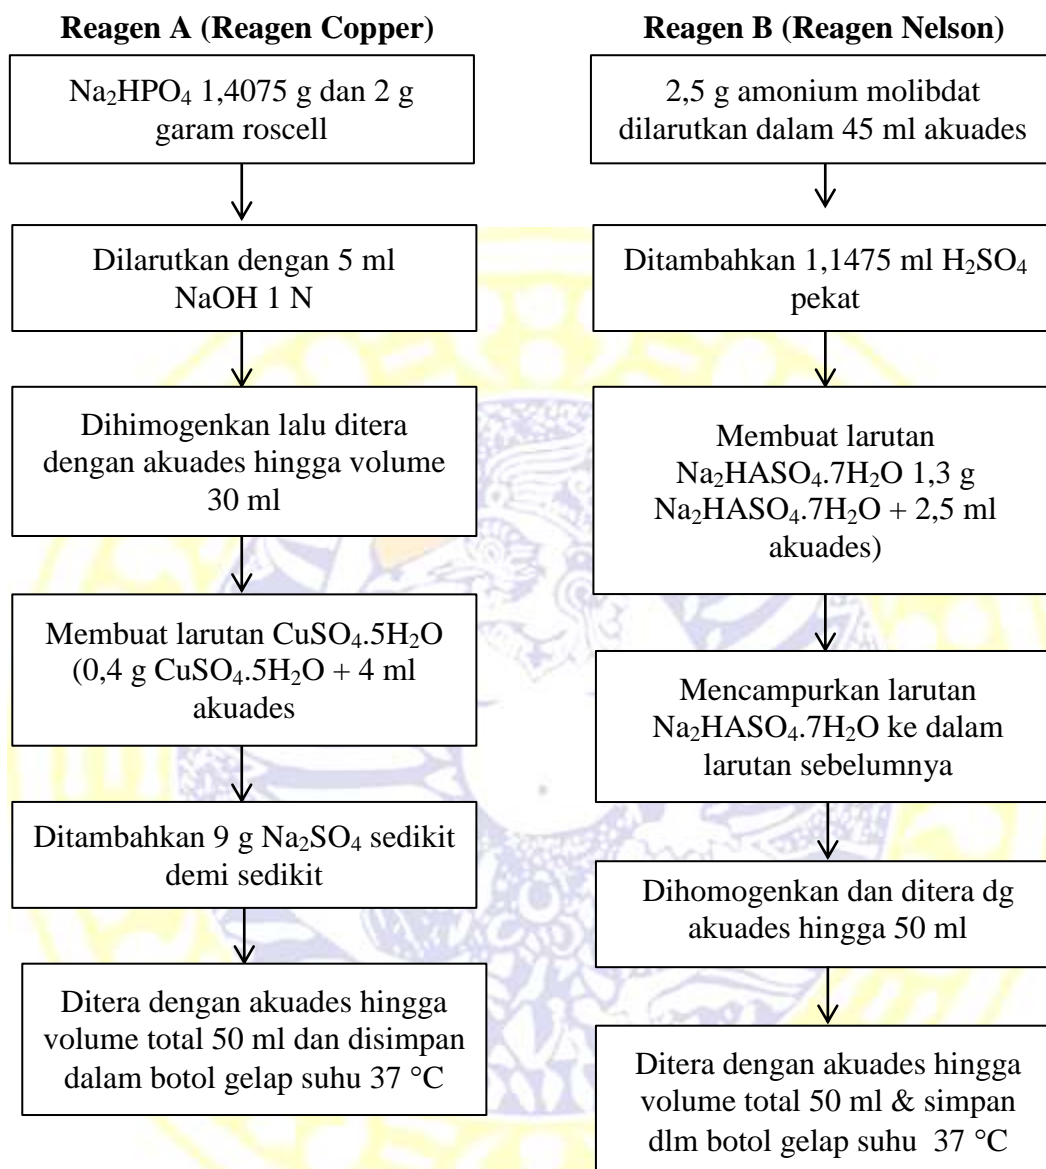 Reagen A (Reagen Copper)
Na₂HPO₄ 1,4075 g dan 2 g
garam roscell
Dilarutkan dengan 5 ml
NaOH 1 N
Dihimogenkan lalu ditera
dengan akuades hingga volume
30 ml
Membuat larutan CuSO₄.5H₂O
(0,4 g CuSO₄.5H₂O + 4 ml
akuades
Ditambahkan 9 g Na₂SO₄ sedikit
demi sedikit
Ditera dengan akuades hingga
volume total 50 ml dan disimpan
dalam botol gelap suhu 37 °C
Reagen B (Reagen Nelson)
2,5 g amonium molibdat
dilarutkan dalam 45 ml akuades
Ditambahkan 1,1475 ml H₂SO₄
pekat
Membuat larutan
Na₂HASO₄.7H₂O 1,3 g
Na₂HASO₄.7H₂O + 2,5 ml
akuades)
Mencampurkan larutan
Na₂HASO₄.7H₂O ke dalam
larutan sebelumnya
Dihomogenkan dan ditera dg
akuades hingga 50 ml
Ditera dengan akuades hingga
volume total 50 ml & simpan
dlm botol gelap suhu 37 °C